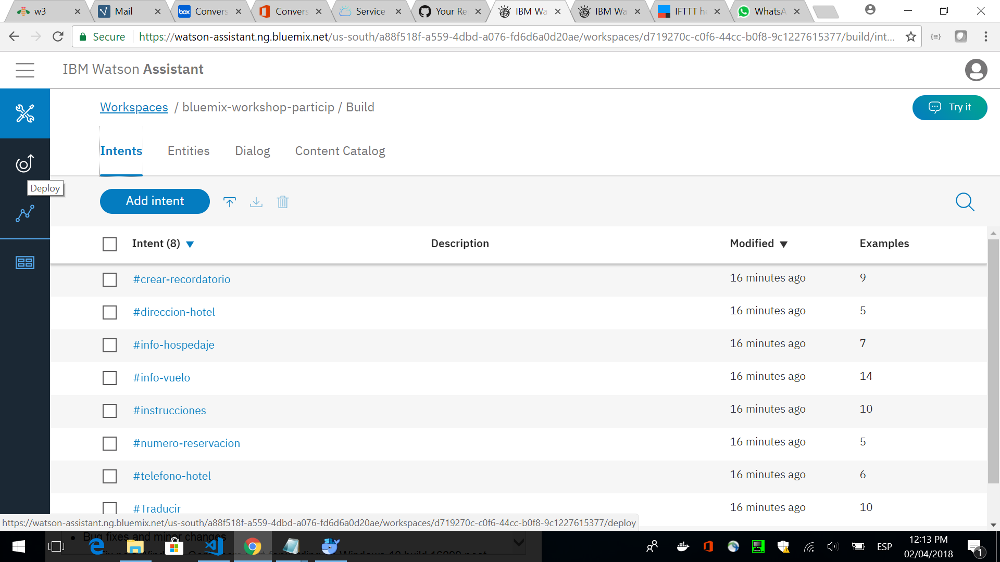 w3
Mail
box Convers
Convers
Service
Your Re
IBM Wa
IBM Wa
IFTTT he
WhatsA
Secure
https://watson-assistant.ng.bluemix.net/us-south/a88f518f-a559-4dbd-a076-fd6d6a0d20ae/workspaces/d719270c-c0f6-44cc-b0f8-9c1227615377/build/int...
IBM Watson Assistant
Workspaces / bluemix-workshop-particip / Build
Try it
Intents Entities Dialog Content Catalog
Deploy
Add intent
Intent (8) Description Modified Examples
#crear-recordatorio 16 minutes ago 9
#direccion-hotel 16 minutes ago 5
#info-hospedaje 16 minutes ago 7
#info-vuelo 16 minutes ago 14
#instrucciones 16 minutes ago 10
#numero-reservacion 16 minutes ago 5
#telefono-hotel 16 minutes ago 6
#Traducir 16 minutes ago 10
https://watson-assistant.ng.bluemix.net/us-south/a88f518f-a559-4dbd-a076-fd6d6a0d20ae/workspaces/d719270c-c0f6-44cc-b0f8-9c1227615377/deploy
Bug fixes and minor changes
ESP
12:13 PM
02/04/2018
1